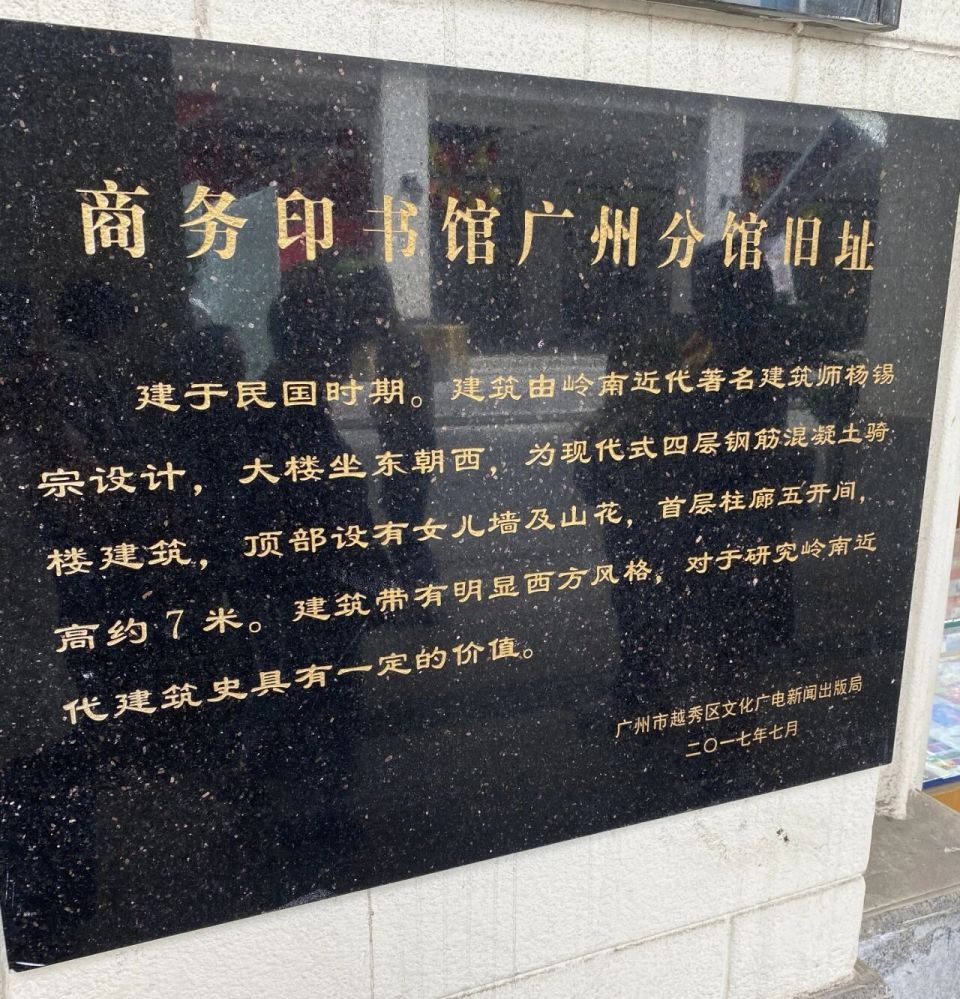 商务印书馆广州分馆旧址
建于民国时期。建筑由岭南近代著名建筑师杨锡
宗设计，大楼坐东朝西，为现代式四层钢筋混凝土骑
楼建筑，顶部设有女儿墙及山花，首层柱廊五开间，
高约7米。建筑带有明显西方风格，对于研究岭南近
代建筑史具有一定的价值。
广州市越秀区文化广电新闻出版局
二〇一七年七月